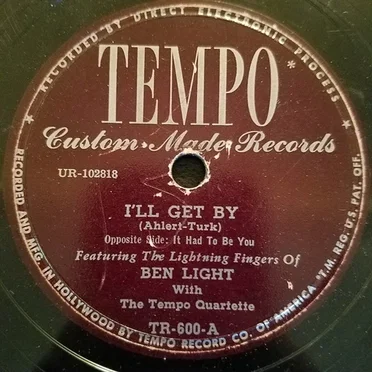 * RECORDED BY DIRECT ELECTRONIC PROCESS *
TEMPO*
Custom-Made Records
UR-102818
I'LL GET BY
(Ahlert-Turk)
Opposite Side: It Had To Be You
Featuring The Lightning Fingers Of
BEN LIGHT
With
The Tempo Quartette
TR-600-A
RECORDED AND MFG. IN HOLLYWOOD BY TEMPO RECORD CO. OF AMERICA *T.M. REG. U.S. PAT. OFF.